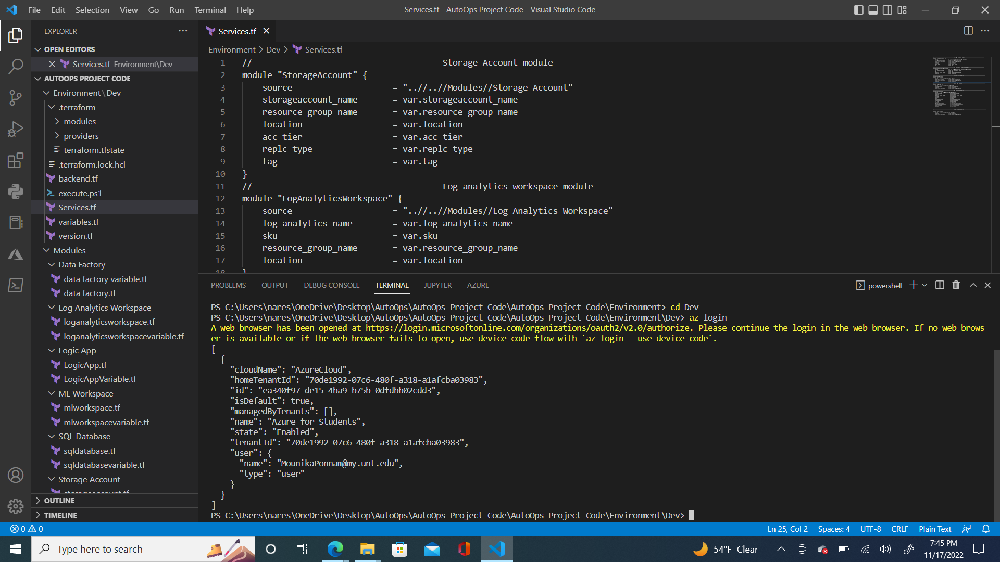 File Edit Selection View Go Run Terminal Help
Services.tf - AutoOps Project Code - Visual Studio Code
EXPLORER
OPEN EDITORS
Services.tf Environment\Dev
AUTOOPS PROJECT CODE
Environment\Dev
.terraform
modules
providers
terraform.tfstate
.terraform.lock.hcl
backend.tf
execute.ps1
Services.tf
variables.tf
version.tf
Modules
Data Factory
data factory variable.tf
data factory.tf
Log Analytics Workspace
loganalyticsworkspace.tf
loganalyticsworkspacevariable.tf
Logic App
LogicApp.tf
LogicAppVariable.tf
ML Workspace
mlworkspace.tf
mlworkspacevariable.tf
SQL Database
sqldatabase.tf
sqldatabasevariable.tf
Storage Account
storageaccount.tf
OUTLINE
TIMELINE
Services.tf
Environment > Dev > Services.tf
1 //--------------------------------------Storage Account module------------------------------------
2 module "StorageAccount" {
3 source = "..//..//Modules//Storage Account"
4 storageaccount_name = var.storageaccount_name
5 resource_group_name = var.resource_group_name
6 location = var.location
7 acc_tier = var.acc_tier
8 replc_type = var.replc_type
9 tag = var.tag
10 }
11 //--------------------------------------Log analytics workspace module-----------------------------
12 module "LogAnalyticsWorkspace" {
13 source = "..//..//Modules//Log Analytics Workspace"
14 log_analytics_name = var.log_analytics_name
15 sku = var.sku
16 resource_group_name = var.resource_group_name
17 location = var.location
18 }
PROBLEMS OUTPUT DEBUG CONSOLE TERMINAL JUPYTER AZURE
powershell
PS C:\Users\nares\OneDrive\Desktop\AutoOps\AutoOps Project Code\AutoOps Project Code\Environment> cd Dev
PS C:\Users\nares\OneDrive\Desktop\AutoOps\AutoOps Project Code\AutoOps Project Code\Environment\Dev> az login
A web browser has been opened at https://login.microsoftonline.com/organizations/oauth2/v2.0/authorize. Please continue the login in the web browser. If no web brows
er is available or if the web browser fails to open, use device code flow with `az login --use-device-code`.
[
{
"cloudName": "AzureCloud",
"homeTenantId": "70de1992-07c6-480f-a318-a1afcba03983",
"id": "ea340f97-de15-4ba9-b75b-0dfdbb02cdd3",
"isDefault": true,
"managedByTenants": [],
"name": "Azure for Students",
"state": "Enabled",
"tenantId": "70de1992-07c6-480f-a318-a1afcba03983",
"user": {
"name": "MounikaPonnam@my.unt.edu",
"type": "user"
}
}
]
PS C:\Users\nares\OneDrive\Desktop\AutoOps\AutoOps Project Code\AutoOps Project Code\Environment\Dev>
0 0
Ln 25, Col 2 Spaces: 4 UTF-8 CRLF Plain Text
Type here to search
54°F Clear
7:45 PM
11/17/2022